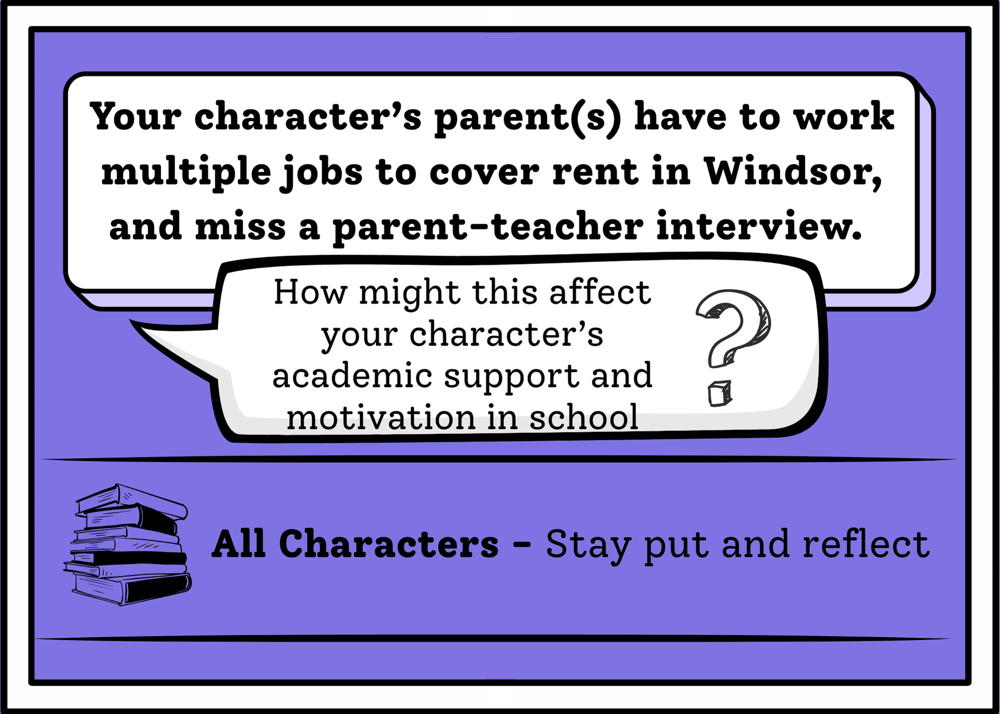 Your character’s parent(s) have to work
multiple jobs to cover rent in Windsor,
and miss a parent-teacher interview.
How might this affect
your character’s
academic support and
motivation in school
?
All Characters - Stay put and reflect